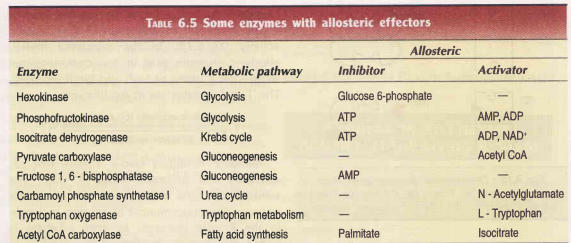 TABLE 6.5 Some enzymes with allosteric effectors
Allosteric
Enzyme Metabolic pathway Inhibitor Activator
Hexokinase Glycolysis Glucose 6-phosphate —
Phosphofructokinase Glycolysis ATP AMP, ADP
Isocitrate dehydrogenase Krebs cycle ATP ADP, NAD⁺
Pyruvate carboxylase Gluconeogenesis — Acetyl CoA
Fructose 1, 6 - bisphosphatase Gluconeogenesis AMP —
Carbamoyl phosphate synthetase I Urea cycle — N - Acetylglutamate
Tryptophan oxygenase Tryptophan metabolism — L - Tryptophan
Acetyl CoA carboxylase Fatty acid synthesis Palmitate Isocitrate